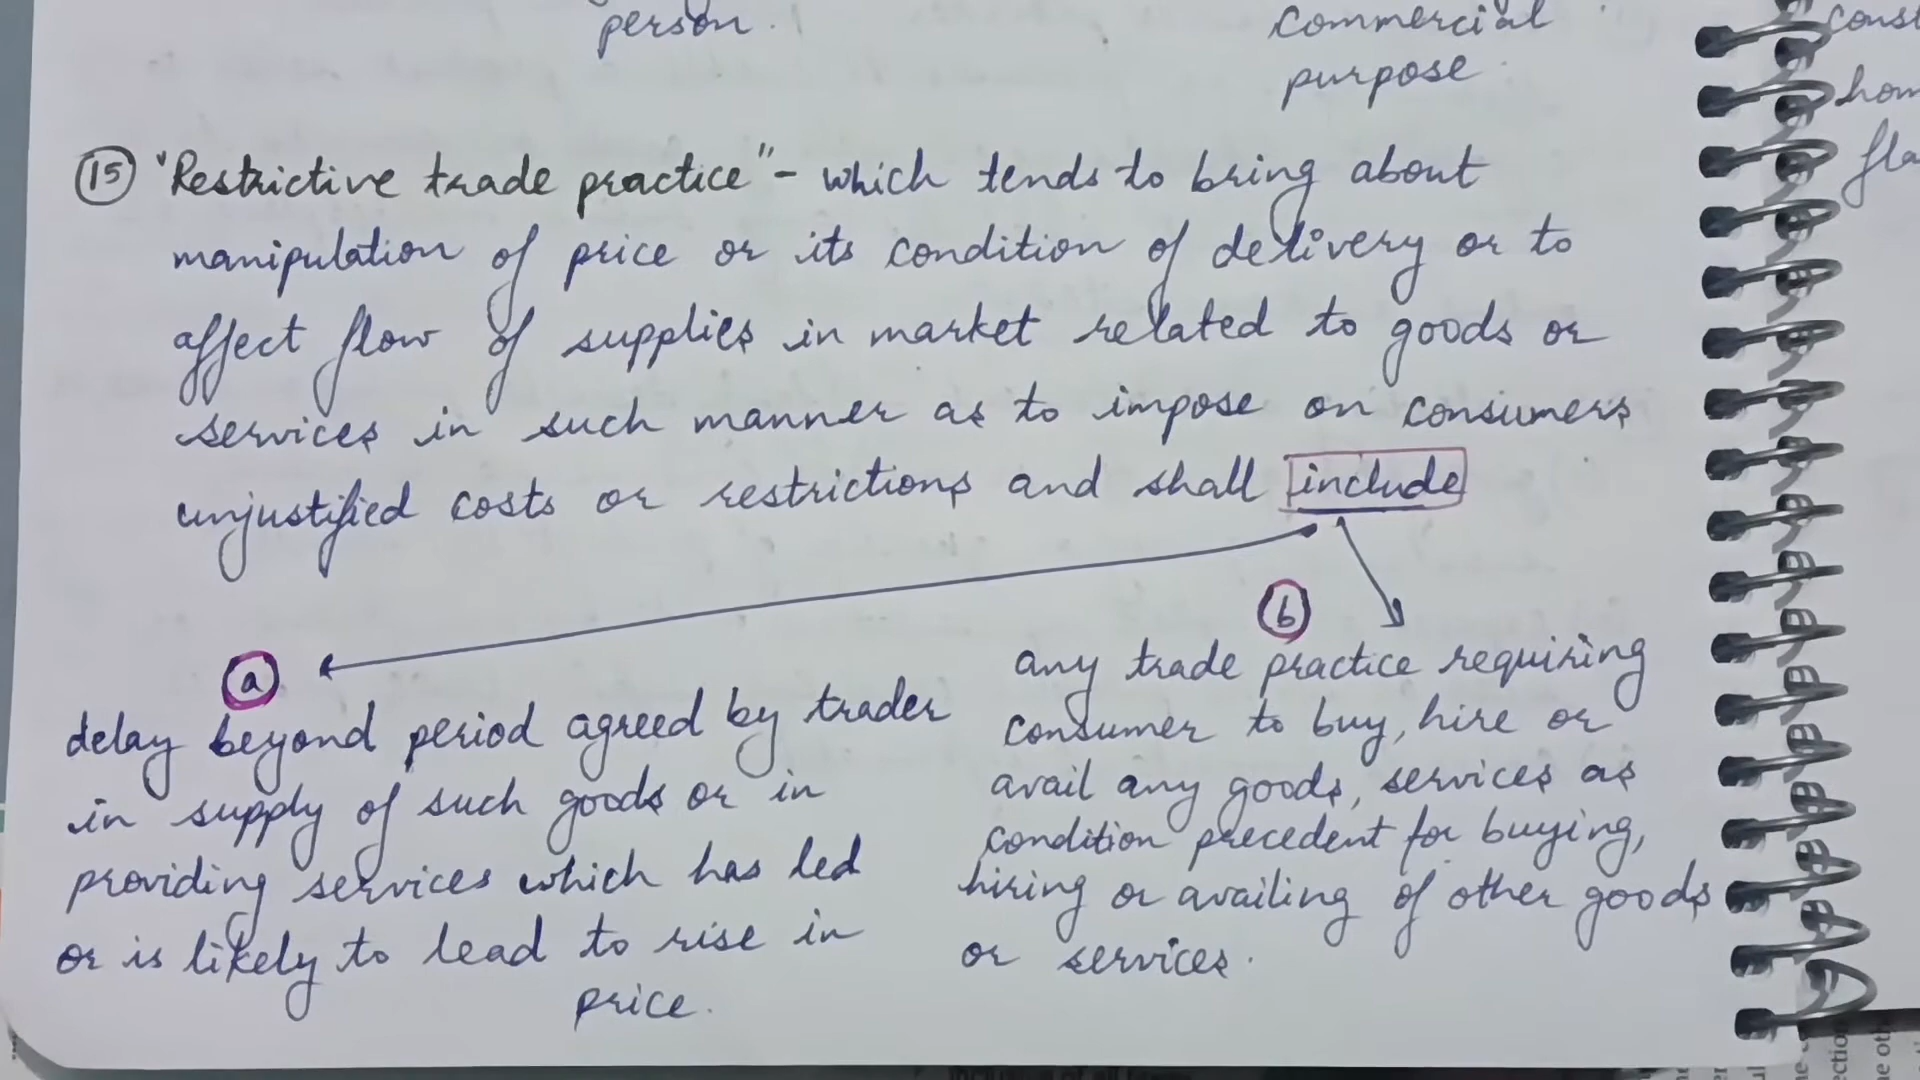 person.
commercial
purpose.
15 "Restrictive trade practice" - which tends to bring about
manipulation of price or its condition of delivery or to
affect flow of supplies in market related to goods or
services in such manner as to impose on consumers
unjustified costs or restrictions and shall include
a
delay beyond period agreed by trader
in supply of such goods or in
providing services which has led
or is likely to lead to rise in
price.
b
any trade practice requiring
consumer to buy, hire or
avail any goods, services as
condition precedent for buying,
hiring or availing of other goods
or services.